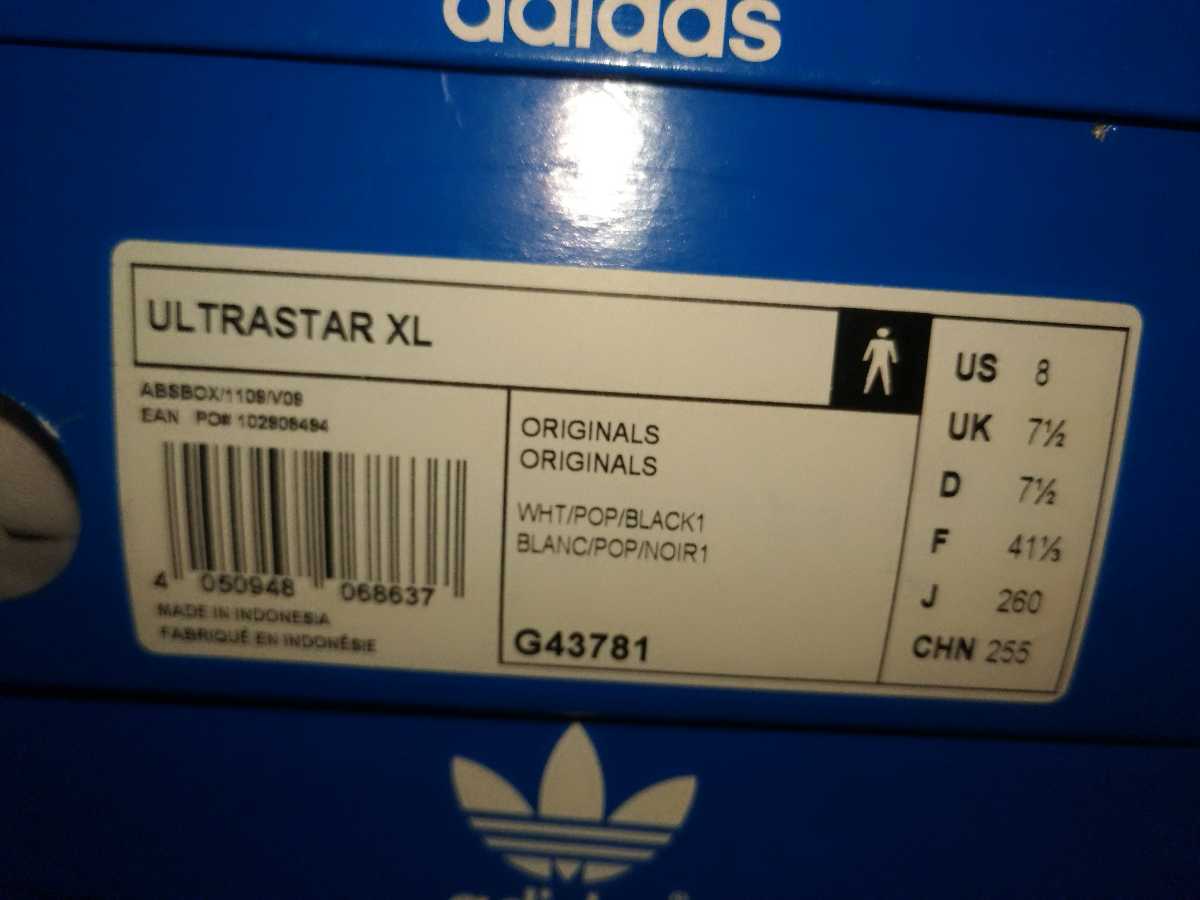 adidas
ULTRASTAR XL
ABSBOX/1109/V09
EAN PO# 102908494
4 050948 068637
MADE IN INDONESIA
FABRIQUÉ EN INDONÉSIE
ORIGINALS
ORIGINALS
WHT/POP/BLACK1
BLANC/POP/NOIR1
G43781
US 8
UK 7½
D 7½
F 41⅓
J 260
CHN 255
adidas